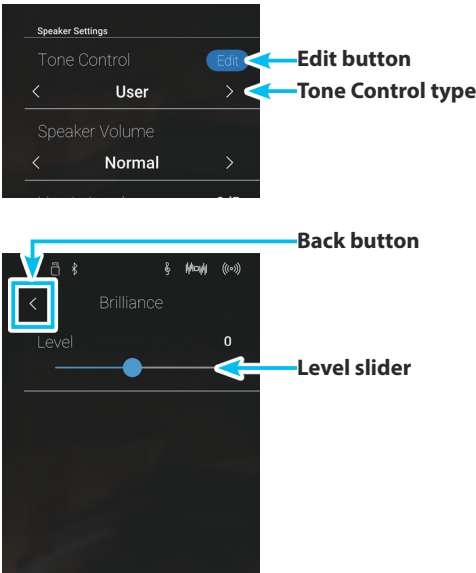 Speaker Settings
Tone Control Edit
Edit button
< User >
Tone Control type
Speaker Volume
< Normal >
Back button
< Brilliance
Level 0
Level slider